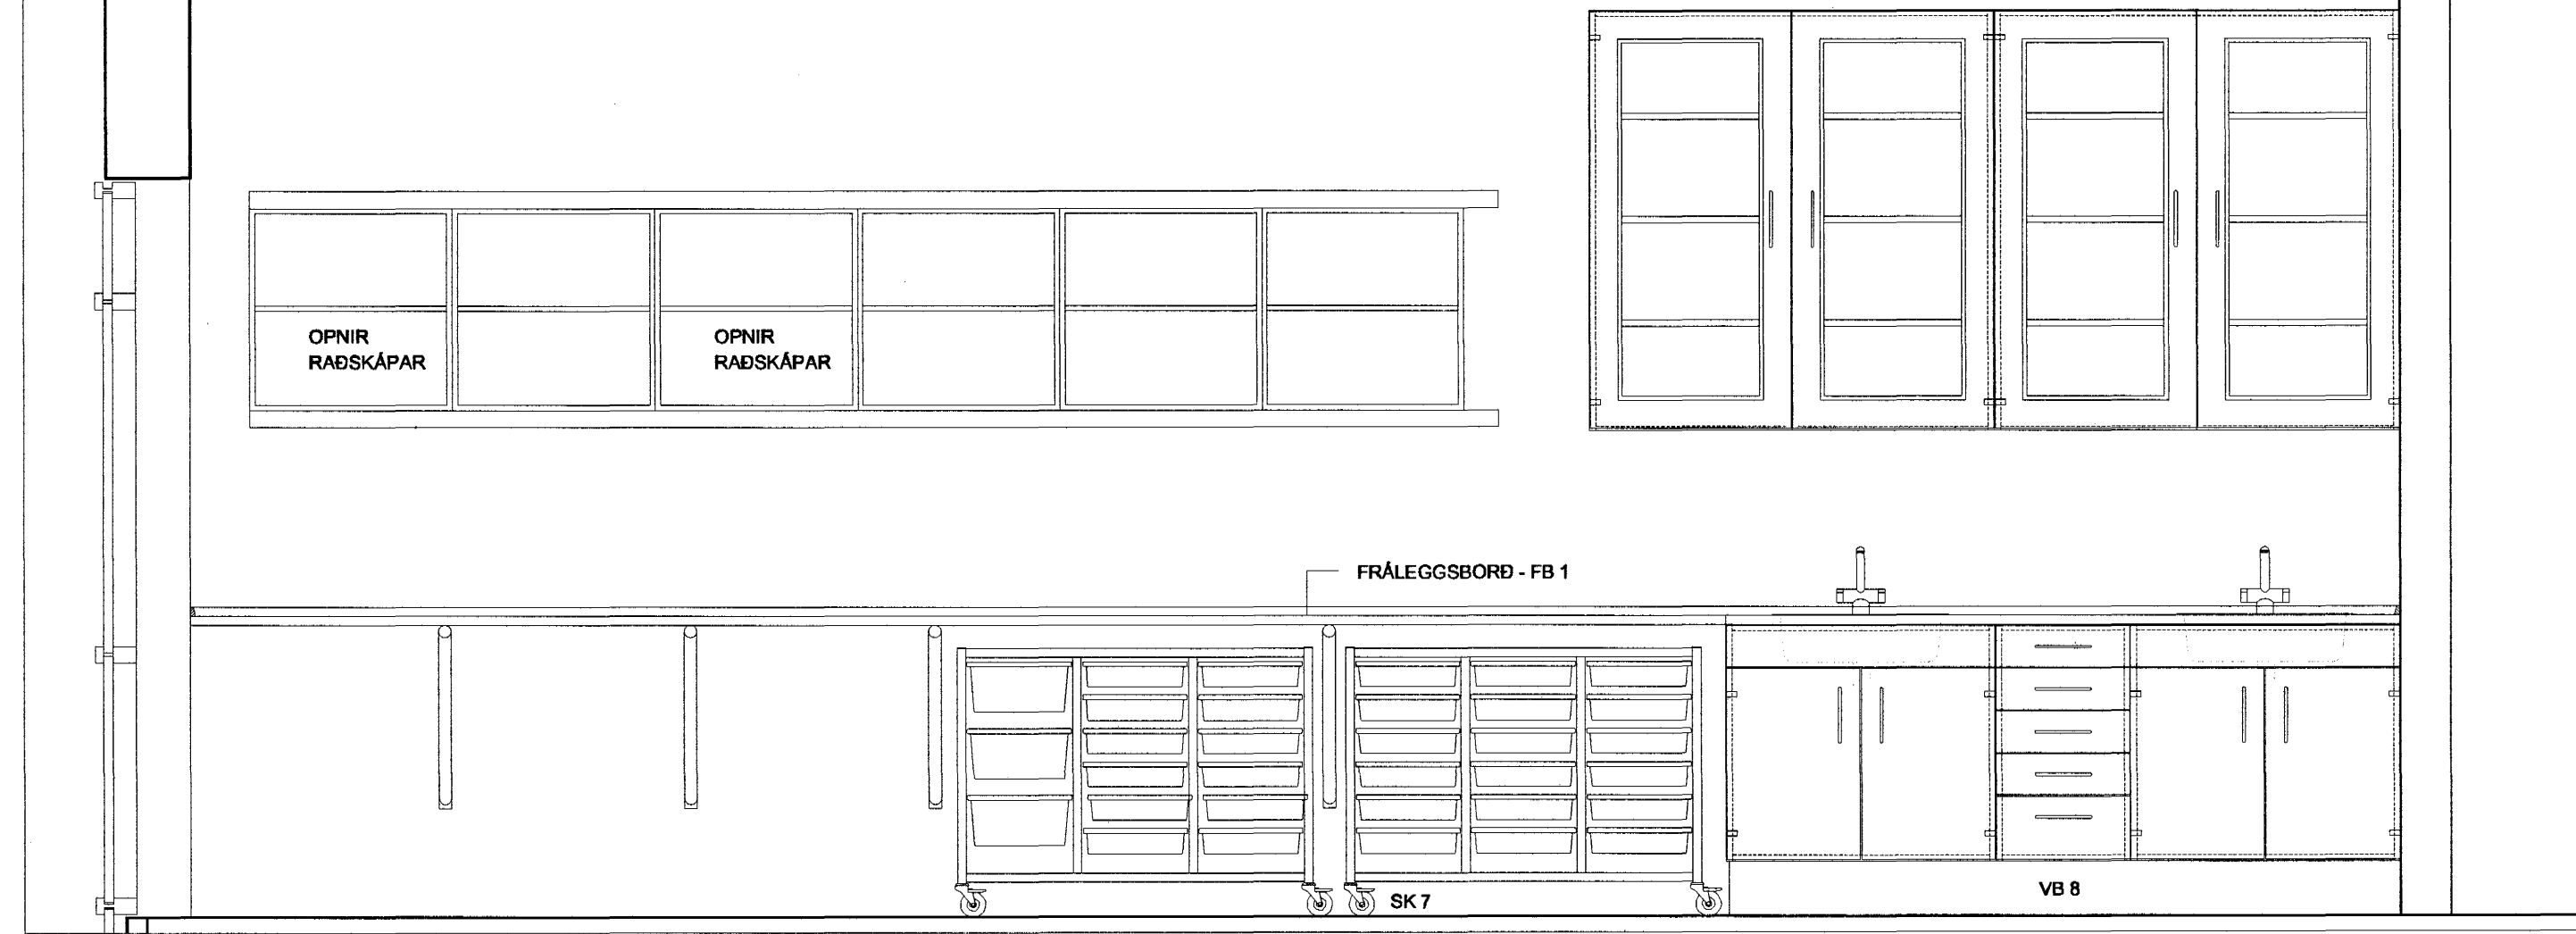 OPNIR
RAÐSKÁPAR
OPNIR
RAÐSKÁPAR
FRÁLEGGSBORÐ - FB 1
SK 7
VB 8